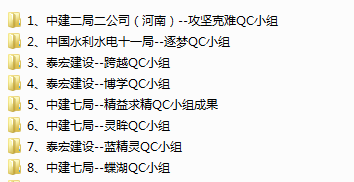 1、中建二局二公司（河南）--攻坚克难QC小组
2、中国水利水电十一局--逐梦QC小组
3、泰宏建设--跨越QC小组
4、泰宏建设--博学QC小组
5、中建七局--精益求精QC小组成果
6、中建七局--灵眸QC小组
7、泰宏建设--蓝精灵QC小组
8、中建七局--蝶湖QC小组